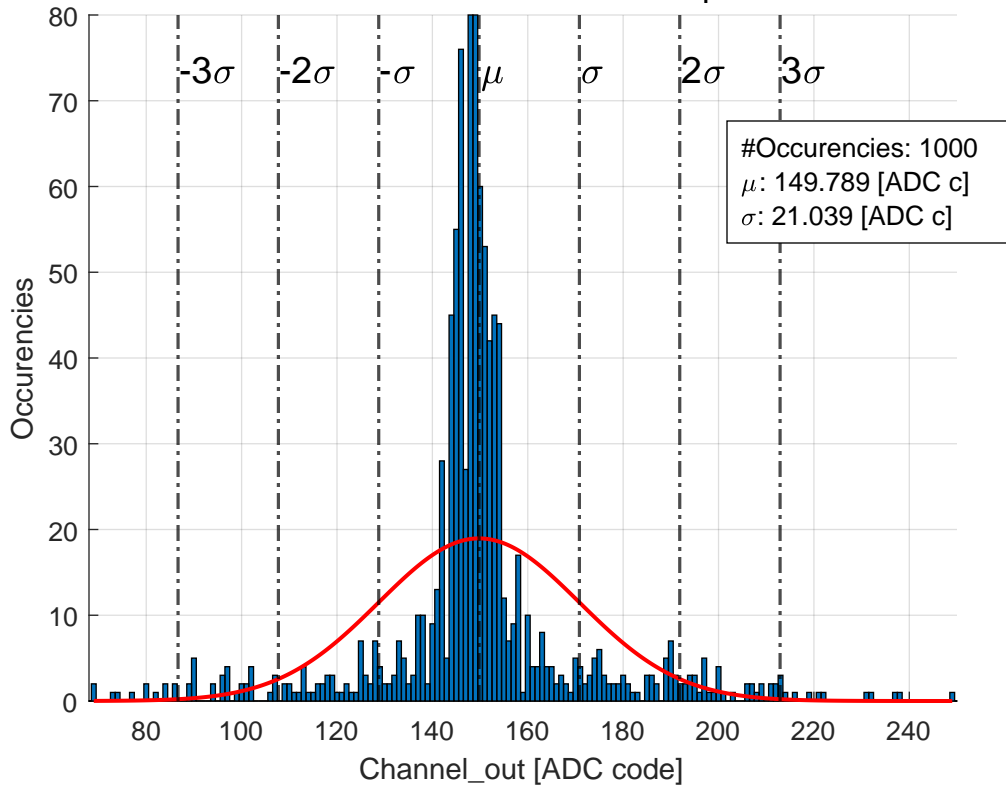 80
70
60
50
40
30
20
10
0
Occurencies
-3σ
-2σ
-σ
μ
σ
2σ
3σ
#Occurencies: 1000
μ: 149.789 [ADC c]
σ: 21.039 [ADC c]
80 100 120 140 160 180 200 220 240
Channel_out [ADC code]